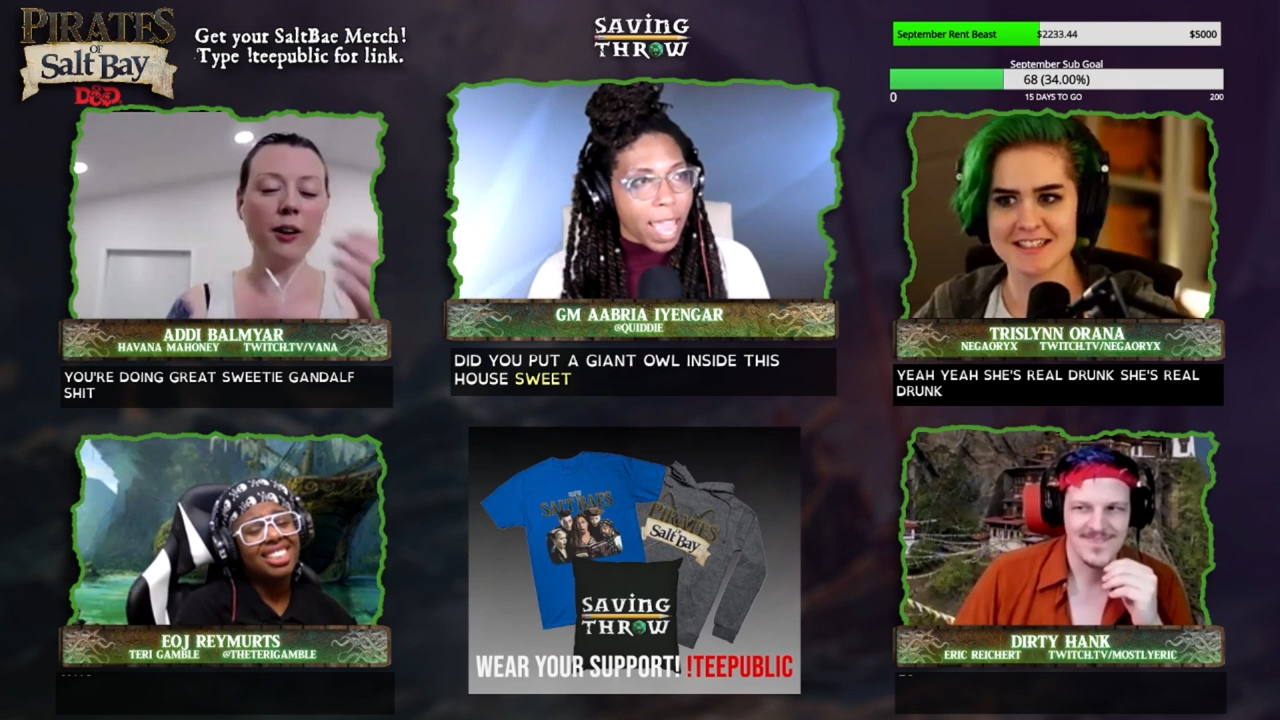 PIRATES
OF
Salt Bay
D&D
Get your SaltBae Merch!
Type !teepublic for link.
SAVING
THROW
September Rent Beast $2233.44 $5000
September Sub Goal
68 (34.00%)
0 15 DAYS TO GO 200
ADDI BALMYAR
HAVANA MAHONEY TWITCH.TV/VANA
YOU'RE DOING GREAT SWEETIE GANDALF
SHIT
GM AABRIA IYENGAR
@QUIDDIE
DID YOU PUT A GIANT OWL INSIDE THIS
HOUSE SWEET
TRISLYNN ORANA
NEGAORYX TWITCH.TV/NEGAORYX
YEAH YEAH SHE'S REAL DRUNK SHE'S REAL
DRUNK
EOJ REYMURTS
TERI GAMBLE @THETERIGAMBLE
SALT BAES
PIRATES
OF
Salt Bay
SAVING
THROW
WEAR YOUR SUPPORT! !TEEPUBLIC
DIRTY HANK
ERIC REICHERT TWITCH.TV/MOSTLYERIC